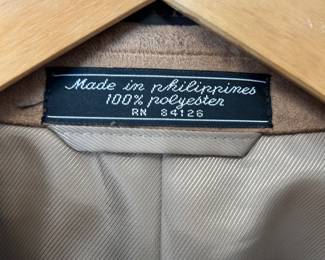 Made in philippines
100% polyester
RN 84126